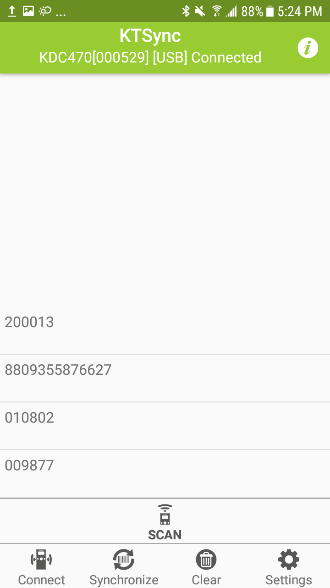 ... 88% 5:24 PM
KTSync
KDC470[000529] [USB] Connected
200013
8809355876627
010802
009877
SCAN
Connect Synchronize Clear Settings